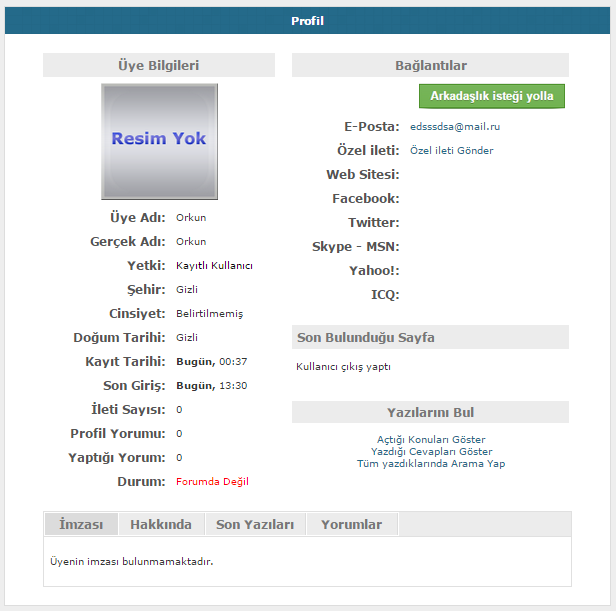 Profil
Üye Bilgileri
Resim Yok
Üye Adı: Orkun
Gerçek Adı: Orkun
Yetki: Kayıtlı Kullanıcı
Şehir: Gizli
Cinsiyet: Belirtilmemiş
Doğum Tarihi: Gizli
Kayıt Tarihi: Bugün, 00:37
Son Giriş: Bugün, 13:30
İleti Sayısı: 0
Profil Yorumu: 0
Yaptığı Yorum: 0
Durum: Forumda Değil
Bağlantılar
Arkadaşlık isteği yolla
E-Posta: edsssdsa@mail.ru
Özel ileti: Özel ileti Gönder
Web Sitesi:
Facebook:
Twitter:
Skype - MSN:
Yahoo!:
ICQ:
Son Bulunduğu Sayfa
Kullanıcı çıkış yaptı
Yazılarını Bul
Açtığı Konuları Göster
Yazdığı Cevapları Göster
Tüm yazdıklarında Arama Yap
İmzası Hakkında Son Yazıları Yorumlar
Üyenin imzası bulunmamaktadır.